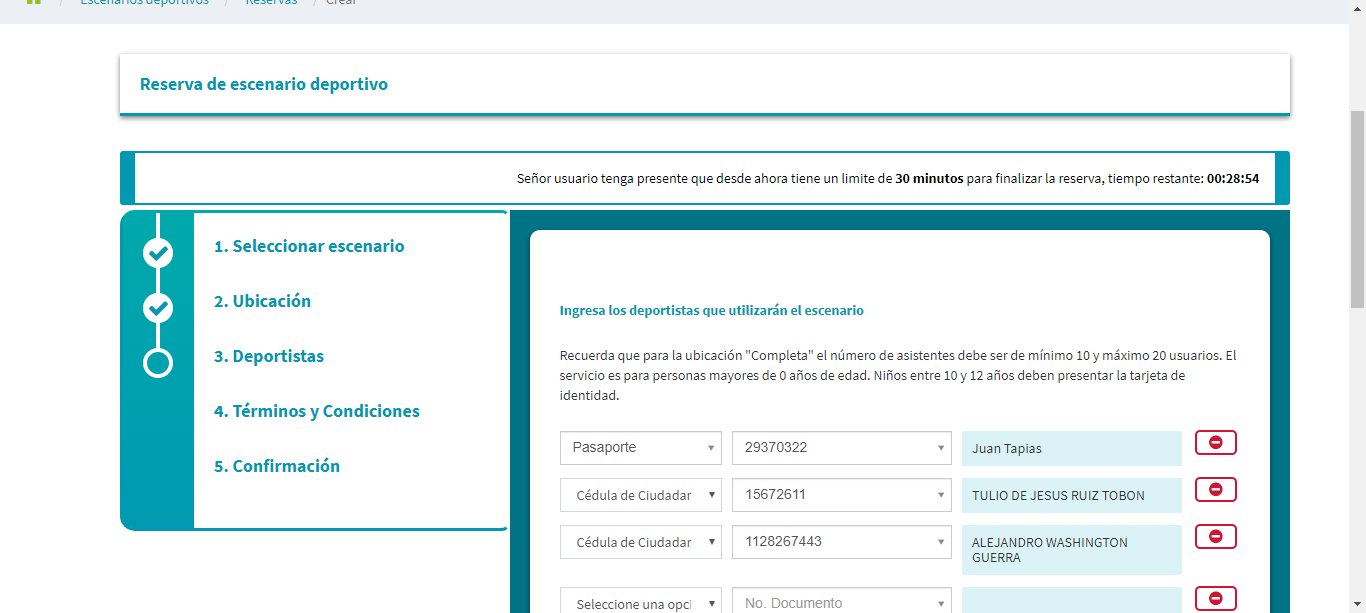 / Escenarios deportivos / Reservas / Crear
Reserva de escenario deportivo
Señor usuario tenga presente que desde ahora tiene un limite de 30 minutos para finalizar la reserva, tiempo restante: 00:28:54
1. Seleccionar escenario
2. Ubicación
3. Deportistas
4. Términos y Condiciones
5. Confirmación
Ingresa los deportistas que utilizarán el escenario
Recuerda que para la ubicación "Completa" el número de asistentes debe ser de mínimo 10 y máximo 20 usuarios. El
servicio es para personas mayores de 0 años de edad. Niños entre 10 y 12 años deben presentar la tarjeta de
identidad.
Pasaporte 29370322 Juan Tapias
Cédula de Ciudadar 15672611 TULIO DE JESUS RUIZ TOBON
Cédula de Ciudadar 1128267443 ALEJANDRO WASHINGTON
GUERRA
Seleccione una opci No. Documento